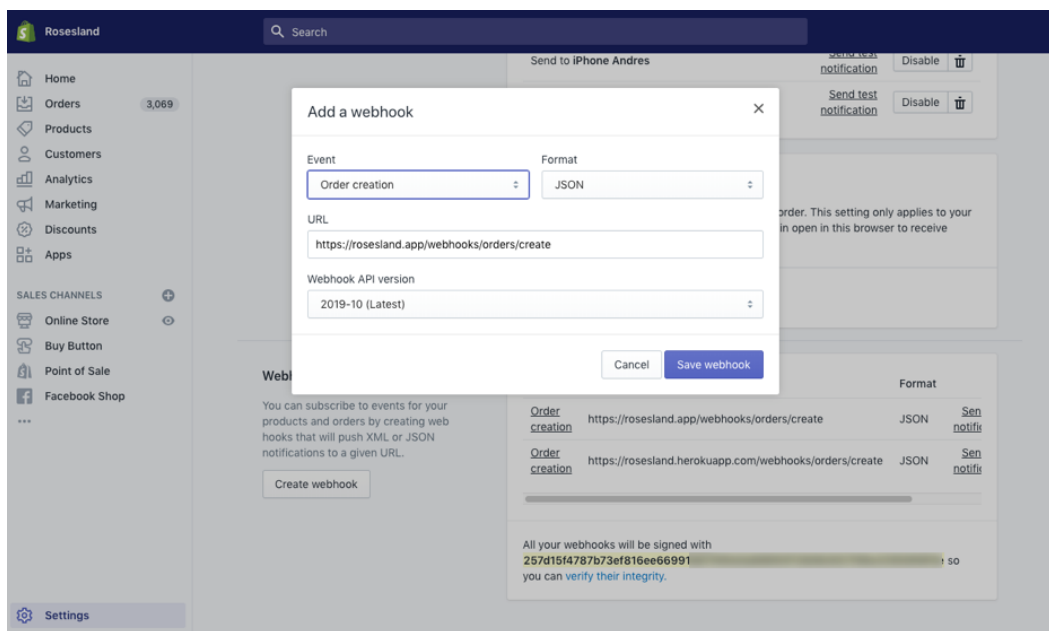 Rosesland
Search
Home
Orders 3,069
Products
Customers
Analytics
Marketing
Discounts
Apps
SALES CHANNELS
Online Store
Buy Button
Point of Sale
Facebook Shop
Settings
Send to iPhone Andres
Send test
notification
Disable
Send test
notification
Disable
Add a webhook
Event
Format
Order creation
JSON
URL
https://rosesland.app/webhooks/orders/create
Webhook API version
2019-10 (Latest)
Cancel
Save webhook
order. This setting only applies to your
in open in this browser to receive
Webh
You can subscribe to events for your
products and orders by creating web
hooks that will push XML or JSON
notifications to a given URL.
Create webhook
Format
Order
creation
https://rosesland.app/webhooks/orders/create
JSON
Sen
notific
Order
creation
https://rosesland.herokuapp.com/webhooks/orders/create
JSON
Sen
notific
All your webhooks will be signed with
257d15f4787b73ef816ee66991
so
you can verify their integrity.